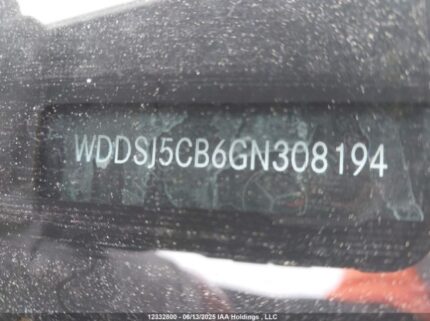 WDDSJ5CB6GN308194
12332800 - 06/13/2025 IAA Holdings , LLC